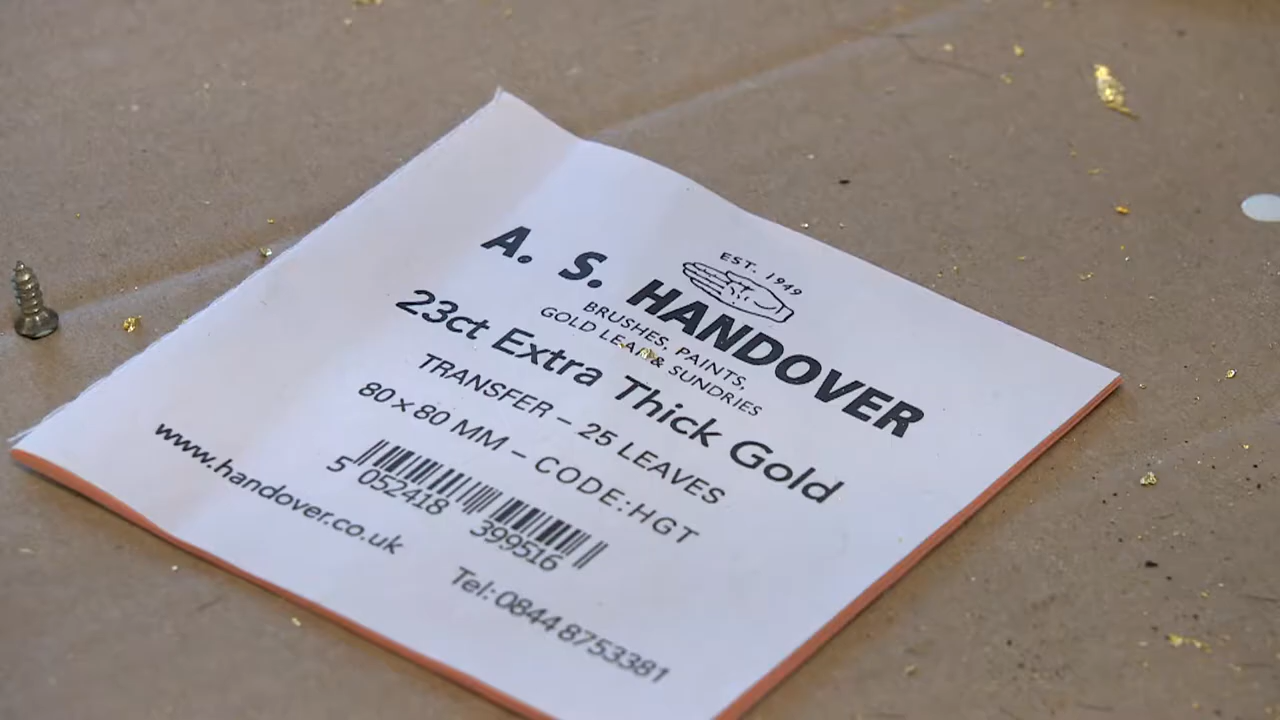 EST. 1949
A. S. HANDOVER
BRUSHES, PAINTS,
GOLD LEAF & SUNDRIES
23ct Extra Thick Gold
TRANSFER – 25 LEAVES
80 × 80 MM – CODE:HGT
5 052418 399516
www.handover.co.uk
Tel: 0844 8753381